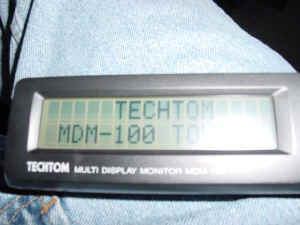 TECHTOM
MDM-100
TECHTOM MULTI DISPLAY MONITOR